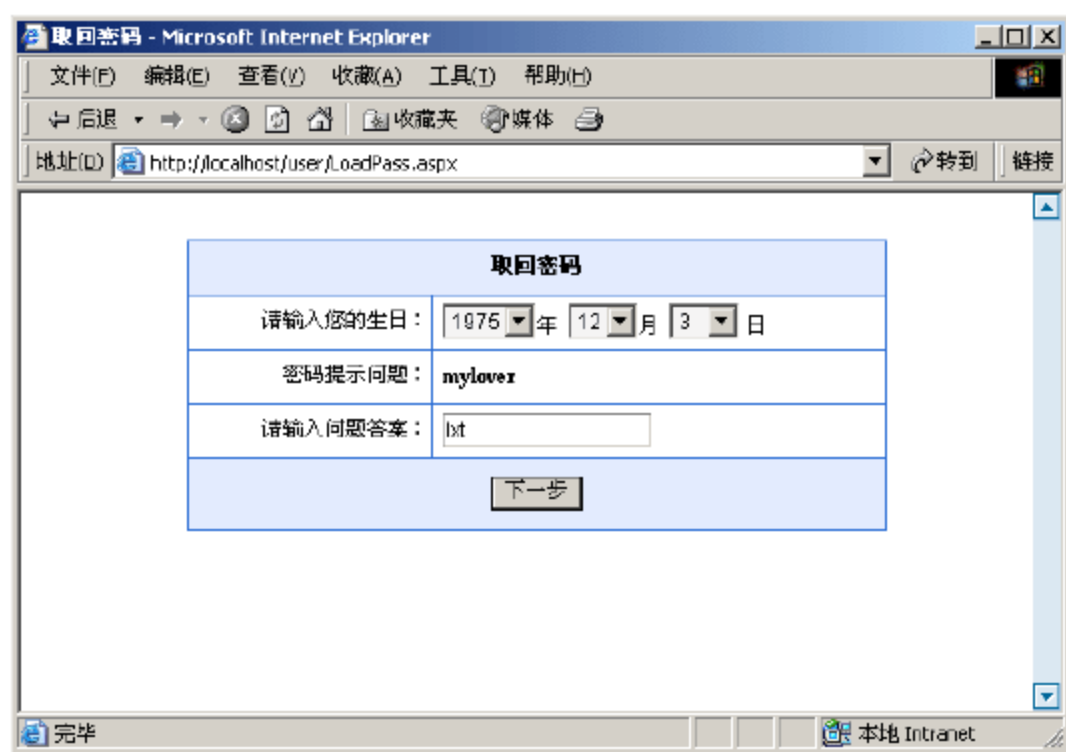 取回密码 - Microsoft Internet Explorer
文件(F) 编辑(E) 查看(V) 收藏(A) 工具(T) 帮助(H)
后退 收藏夹 媒体
地址(D) http://localhost/user/LoadPass.aspx 转到 链接
取回密码
请输入您的生日： 1975 年 12 月 3 日
密码提示问题： mylover
请输入问题答案： lxt
下一步
完毕 本地 Intranet